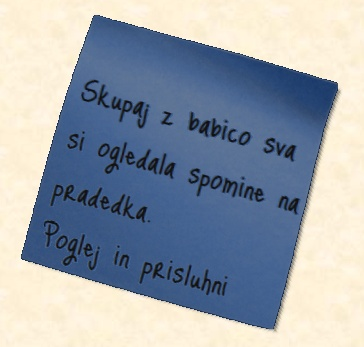 Skupaj z babico sva
si ogledala spomine na
pradedka.
Poglej in prisluhni